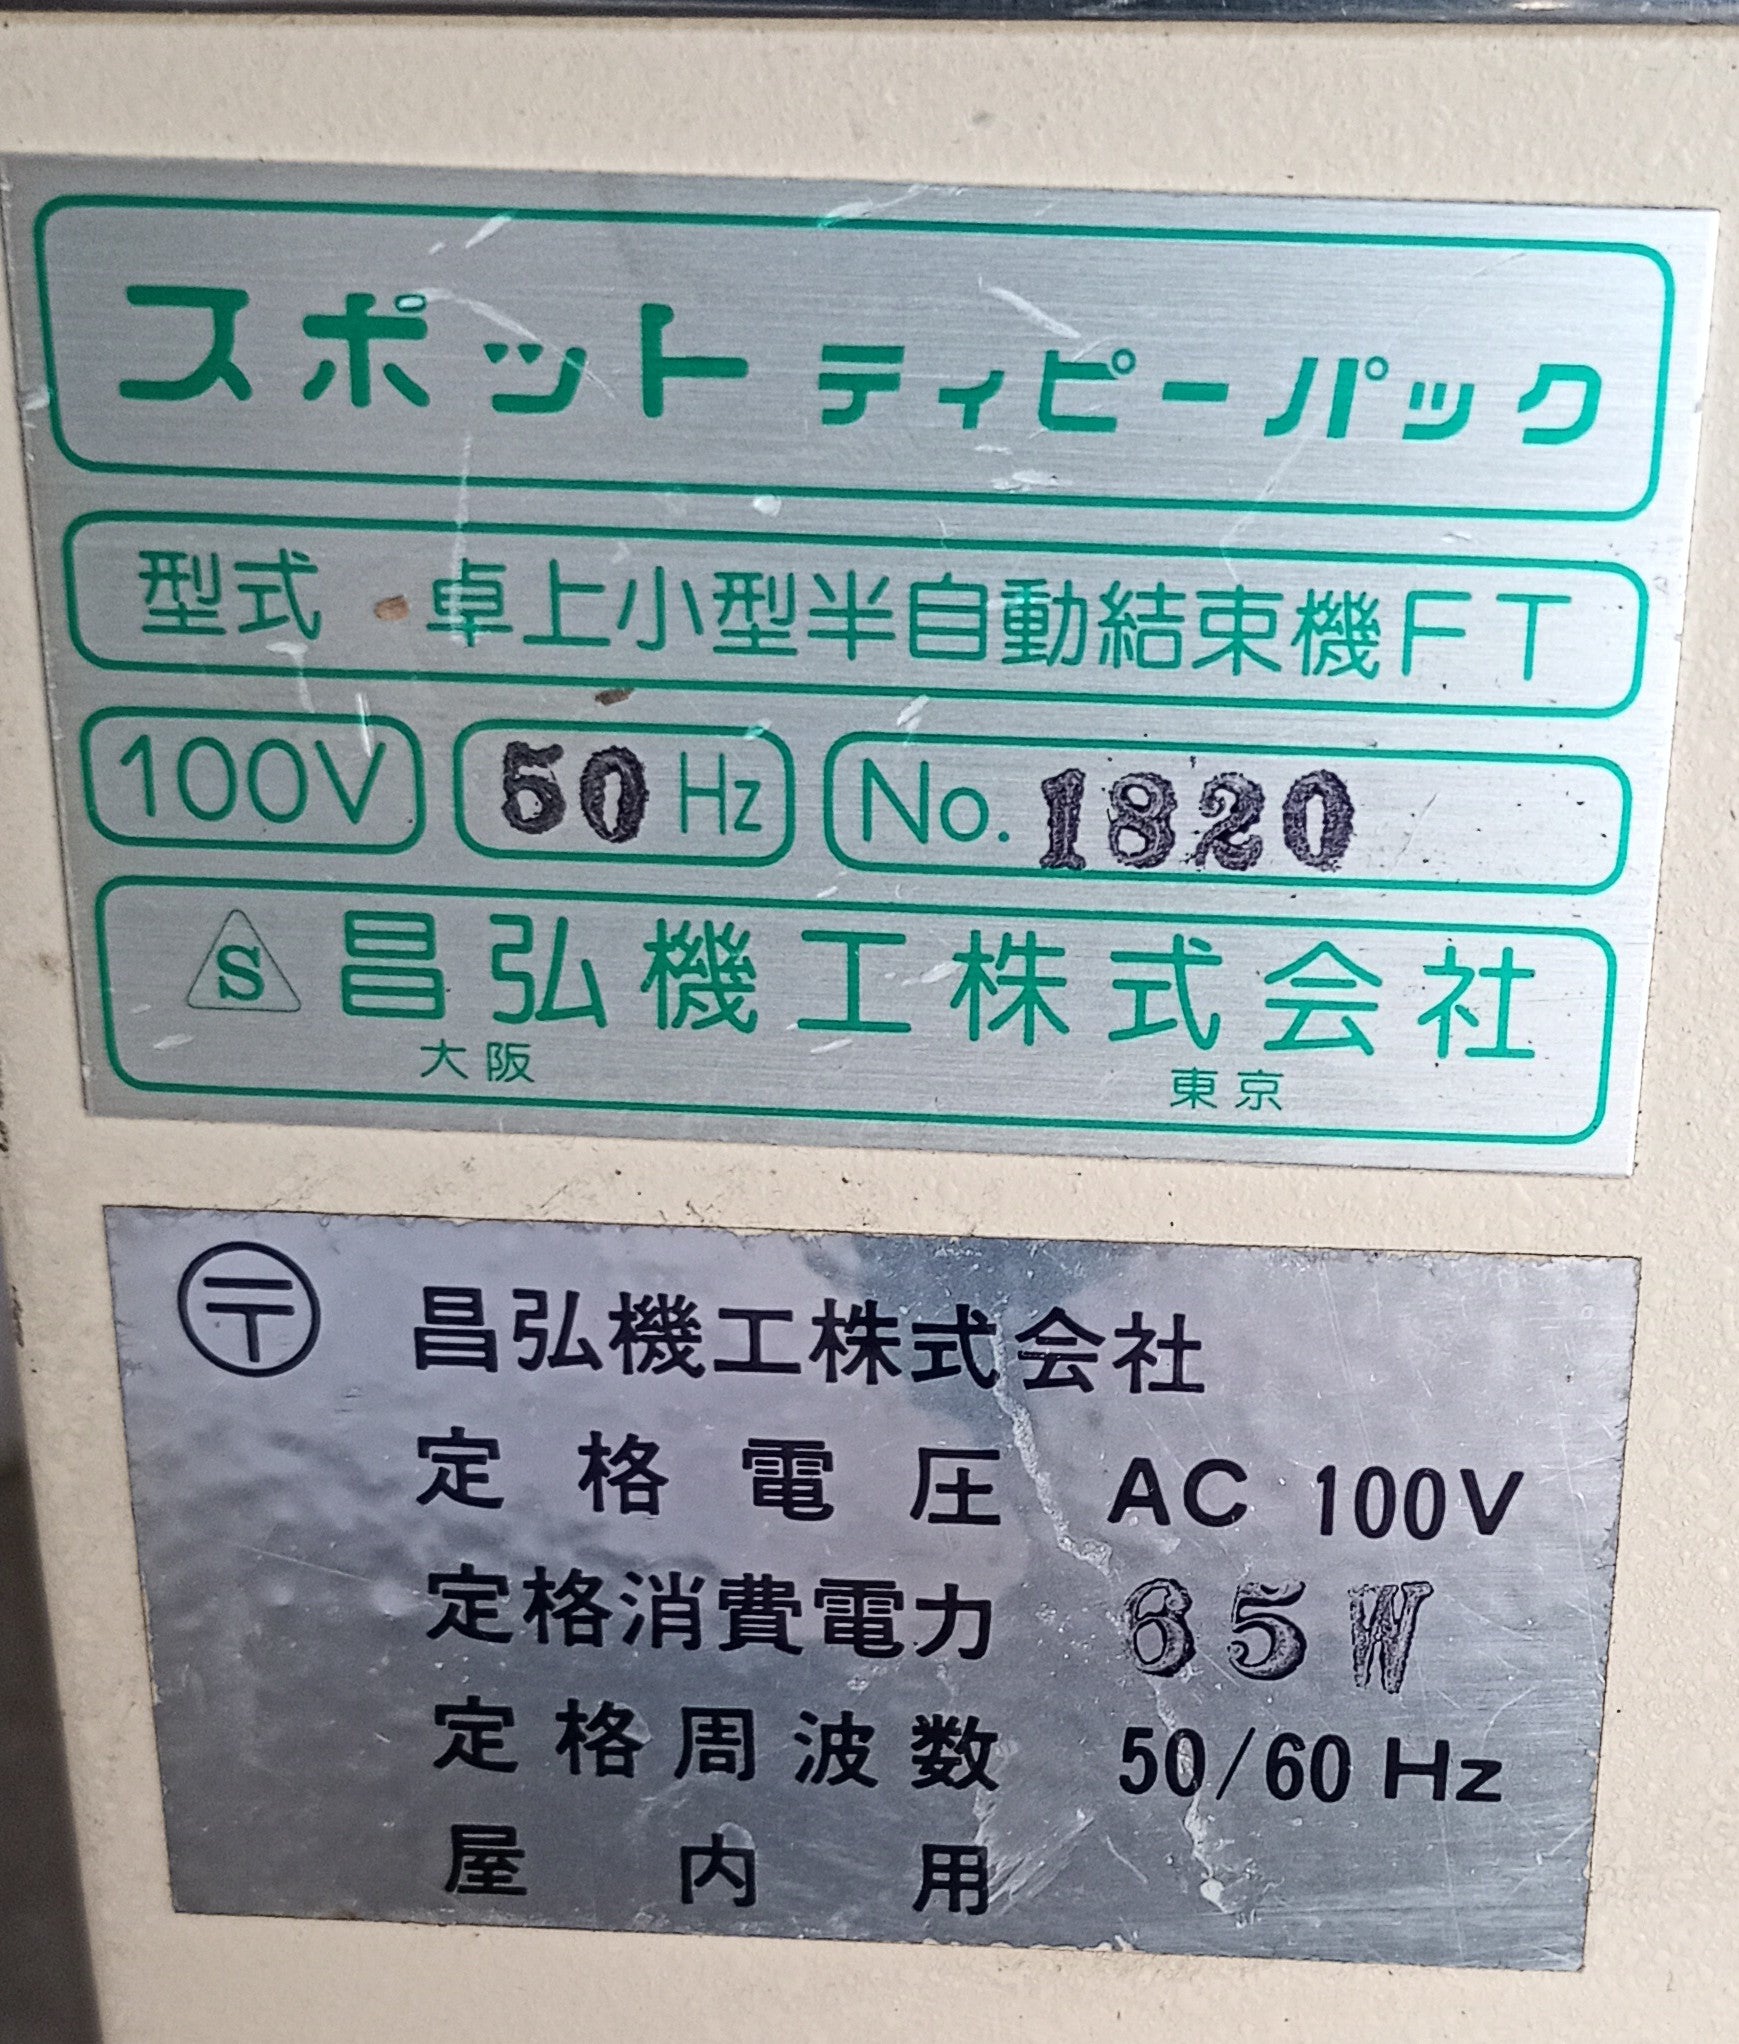 スポット ティピーパック
型式 卓上小型半自動結束機FT
100V 50 Hz No. 1820
S 昌弘機工株式会社
大阪 東京
〒 昌弘機工株式会社
定格電圧 AC 100V
定格消費電力 65W
定格周波数 50/60 Hz
屋内用